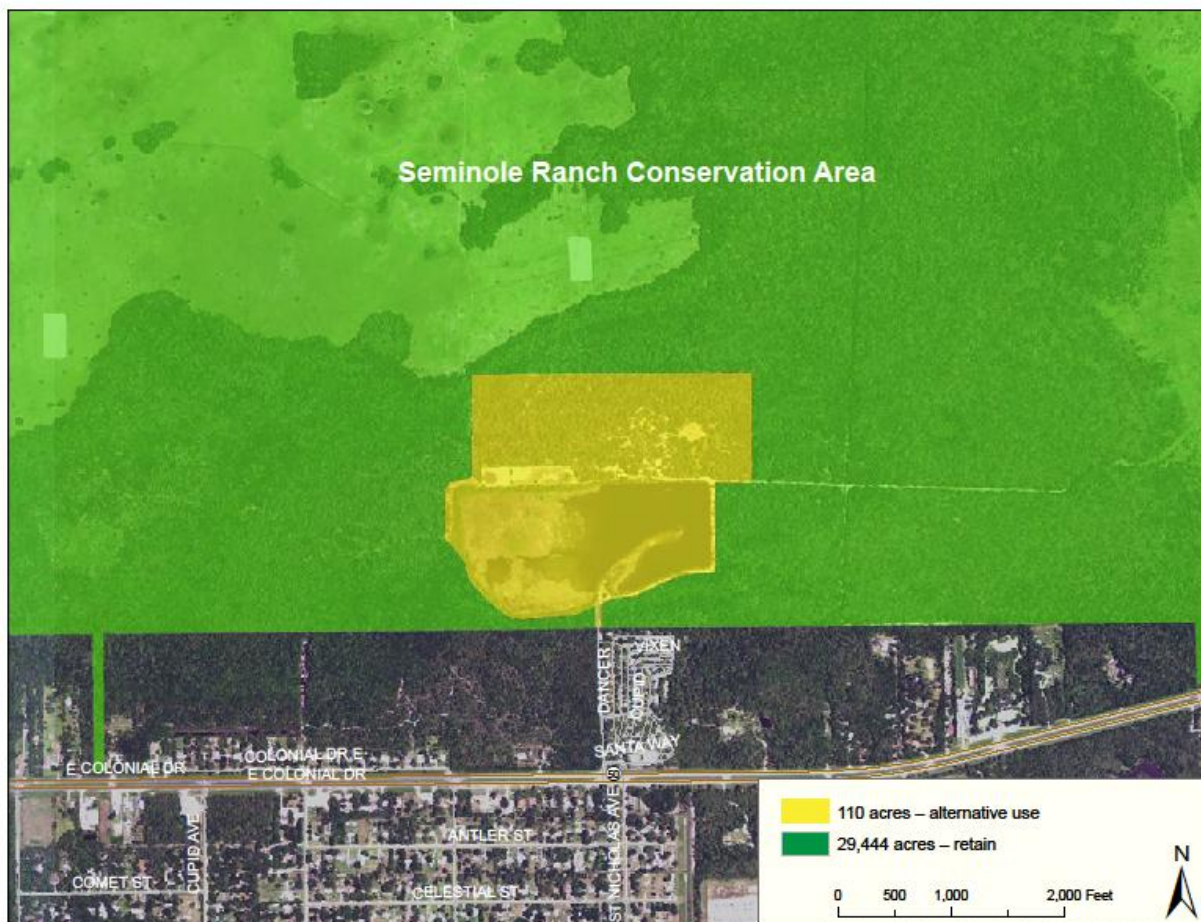 Seminole Ranch Conservation Area
VIXEN
DANCER
CUPID
SANTA WAY
COLONIAL DR E
E COLONIAL DR
E COLONIAL DR
ANTLER ST
ST NICHOLAS AVE
CUPID AVE
COMET ST
CELESTIAL ST
110 acres – alternative use
29,444 acres – retain
N
0 500 1,000 2,000 Feet